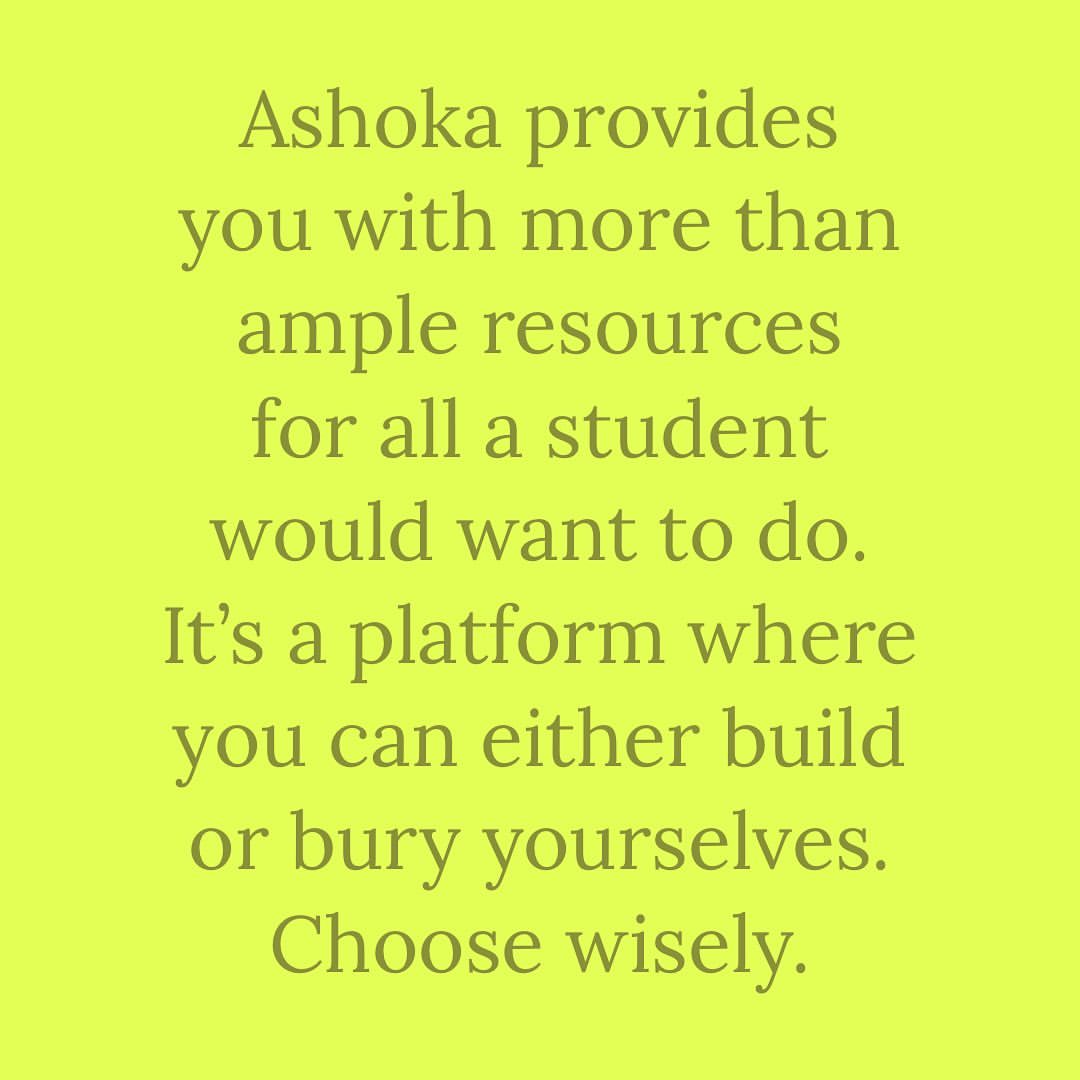 Ashoka provides
you with more than
ample resources
for all a student
would want to do.
It’s a platform where
you can either build
or bury yourselves.
Choose wisely.